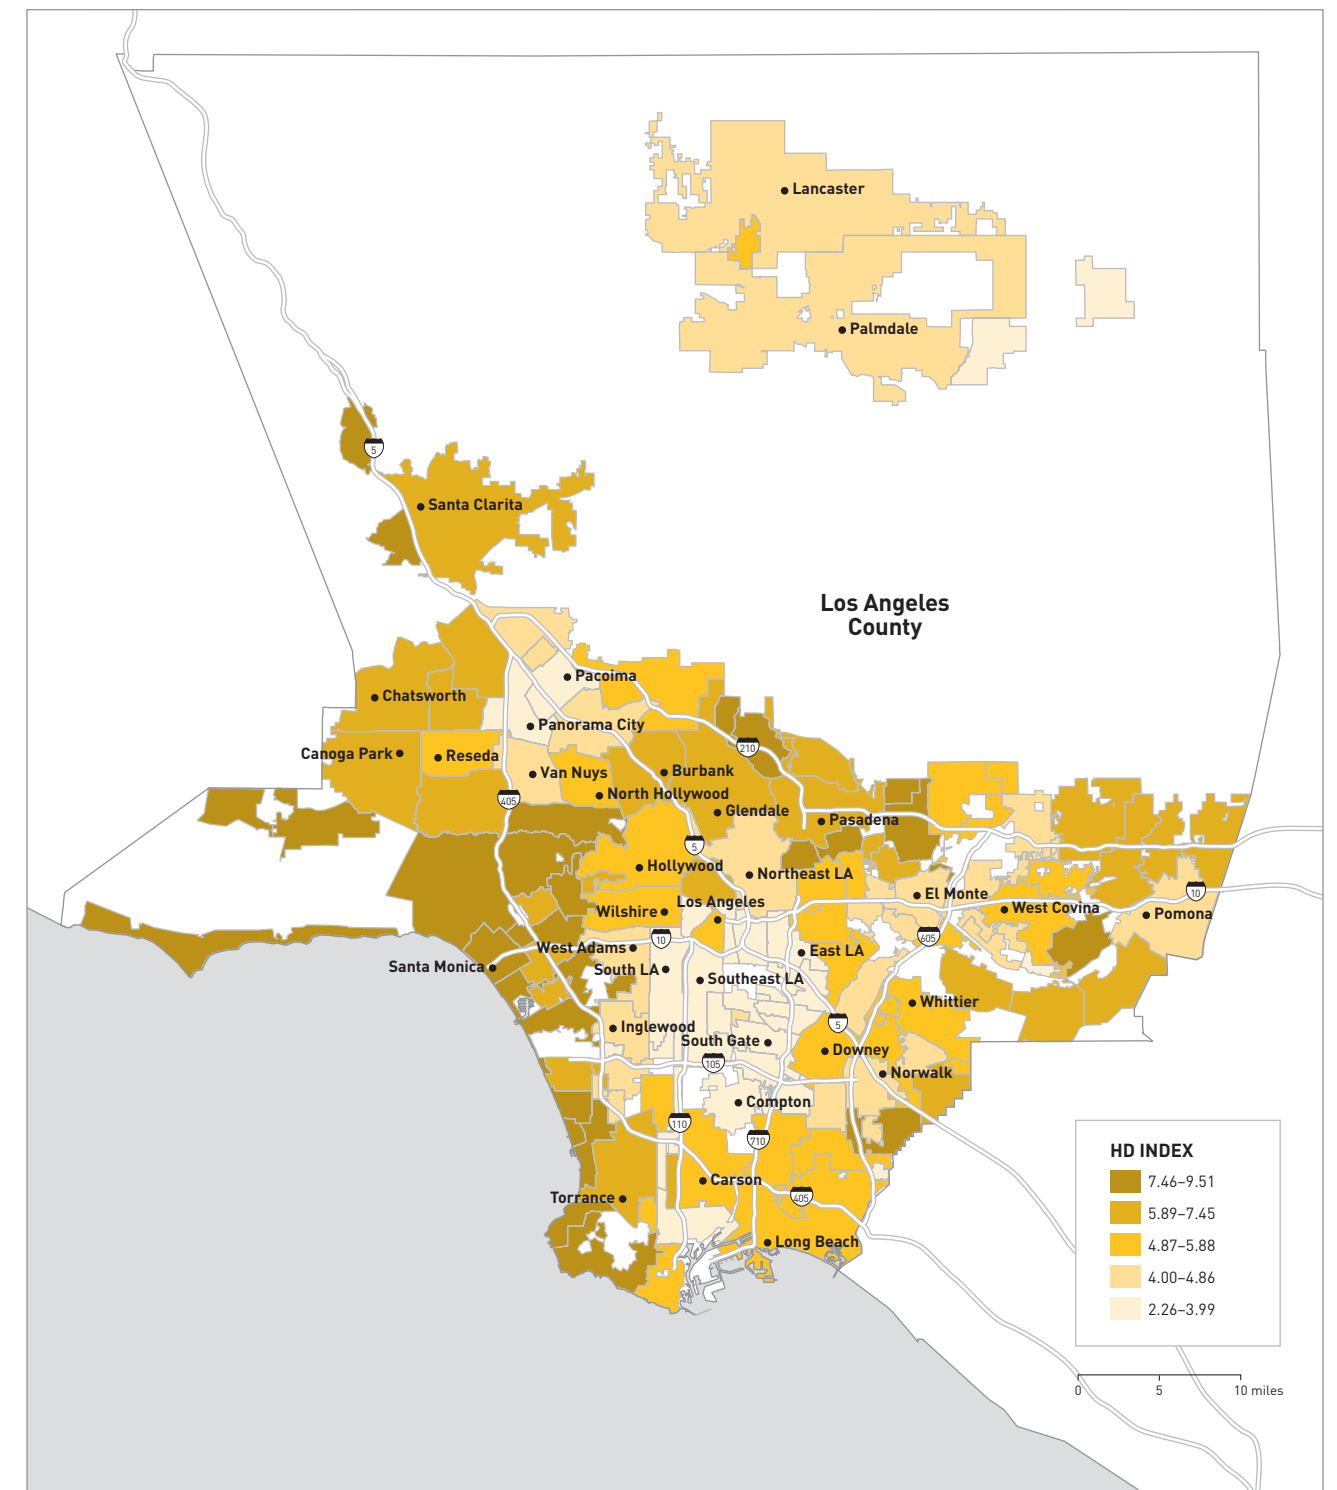 Lancaster
Palmdale
5
Santa Clarita
Los Angeles
County
Pacoima
Chatsworth
Panorama City
210
Canoga Park
Reseda
Van Nuys
Burbank
North Hollywood
405
Glendale
Pasadena
5
Hollywood
Northeast LA
El Monte
10
Los Angeles
Wilshire
West Covina
Pomona
10
605
West Adams
East LA
Santa Monica
South LA
Southeast LA
Whittier
5
Inglewood
South Gate
Downey
105
Norwalk
Compton
110
710
Carson
405
Torrance
Long Beach
HD INDEX
7.46–9.51
5.89–7.45
4.87–5.88
4.00–4.86
2.26–3.99
0 5 10 miles